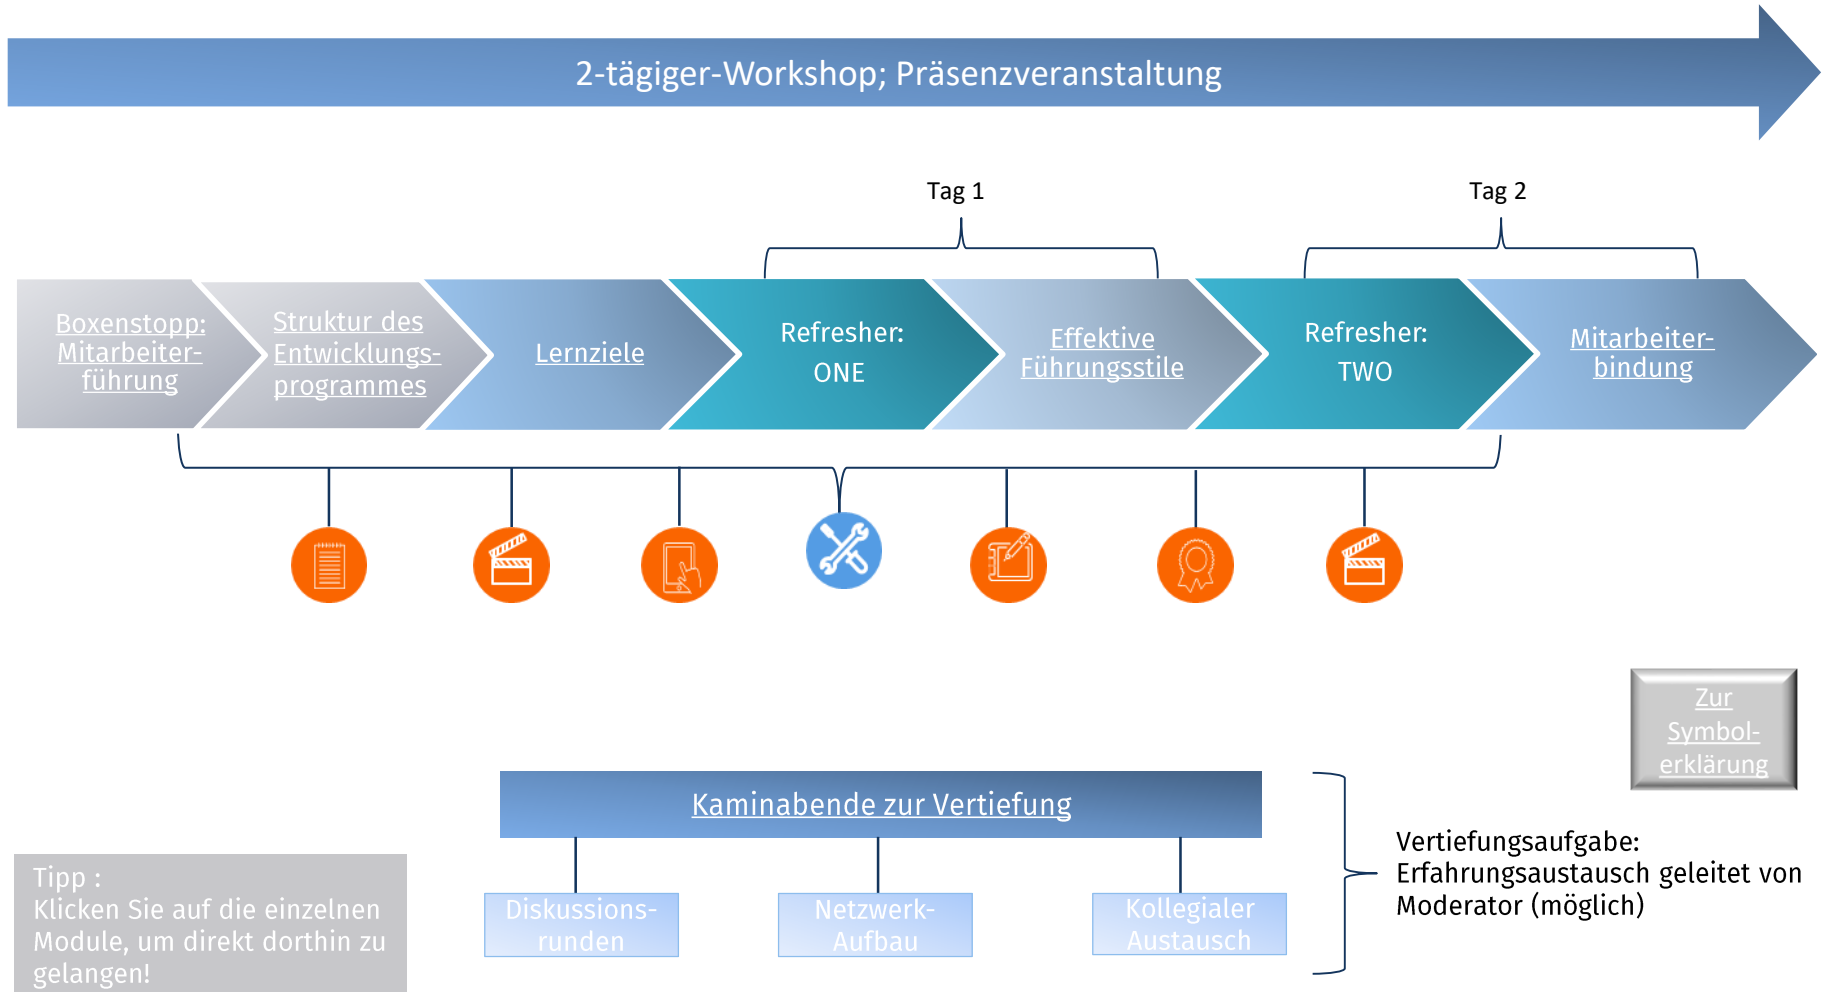 2-tägiger-Workshop; Präsenzveranstaltung
Tag 1
Tag 2
Boxenstopp:
Mitarbeiter-
führung
Struktur des
Entwicklungs-
programmes
Lernziele
Refresher:
ONE
Effektive
Führungsstile
Refresher:
TWO
Mitarbeiter-
bindung
Zur
Symbol-
erklärung
Kaminabende zur Vertiefung
Diskussions-
runden
Netzwerk-
Aufbau
Kollegialer
Austausch
Vertiefungsaufgabe:
Erfahrungsaustausch geleitet von
Moderator (möglich)
Tipp :
Klicken Sie auf die einzelnen
Module, um direkt dorthin zu
gelangen!